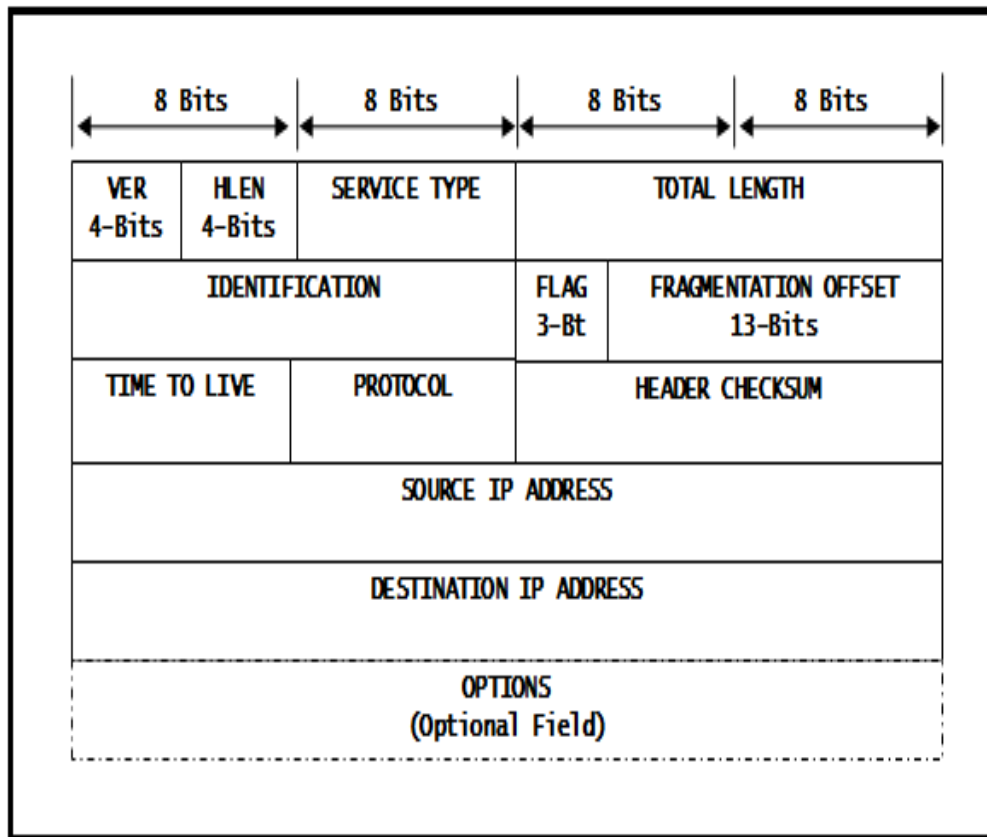 8 Bits 8 Bits 8 Bits 8 Bits
VER HLEN SERVICE TYPE TOTAL LENGTH
4-Bits 4-Bits
IDENTIFICATION FLAG FRAGMENTATION OFFSET
3-Bt 13-Bits
TIME TO LIVE PROTOCOL HEADER CHECKSUM
SOURCE IP ADDRESS
DESTINATION IP ADDRESS
OPTIONS
(Optional Field)